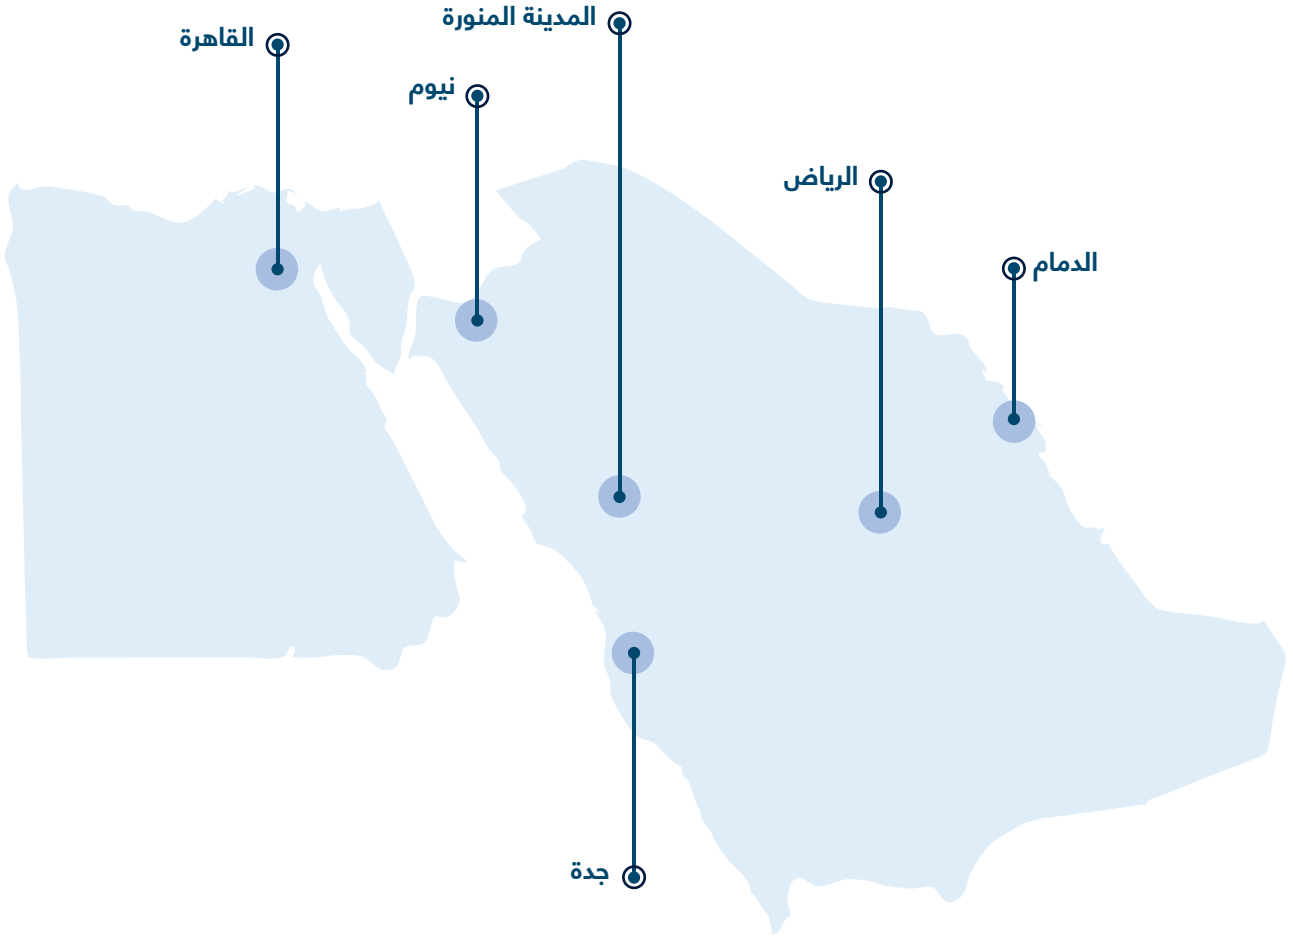 المدينة المنورة
القاهرة
نيوم
الرياض
الدمام
جدة